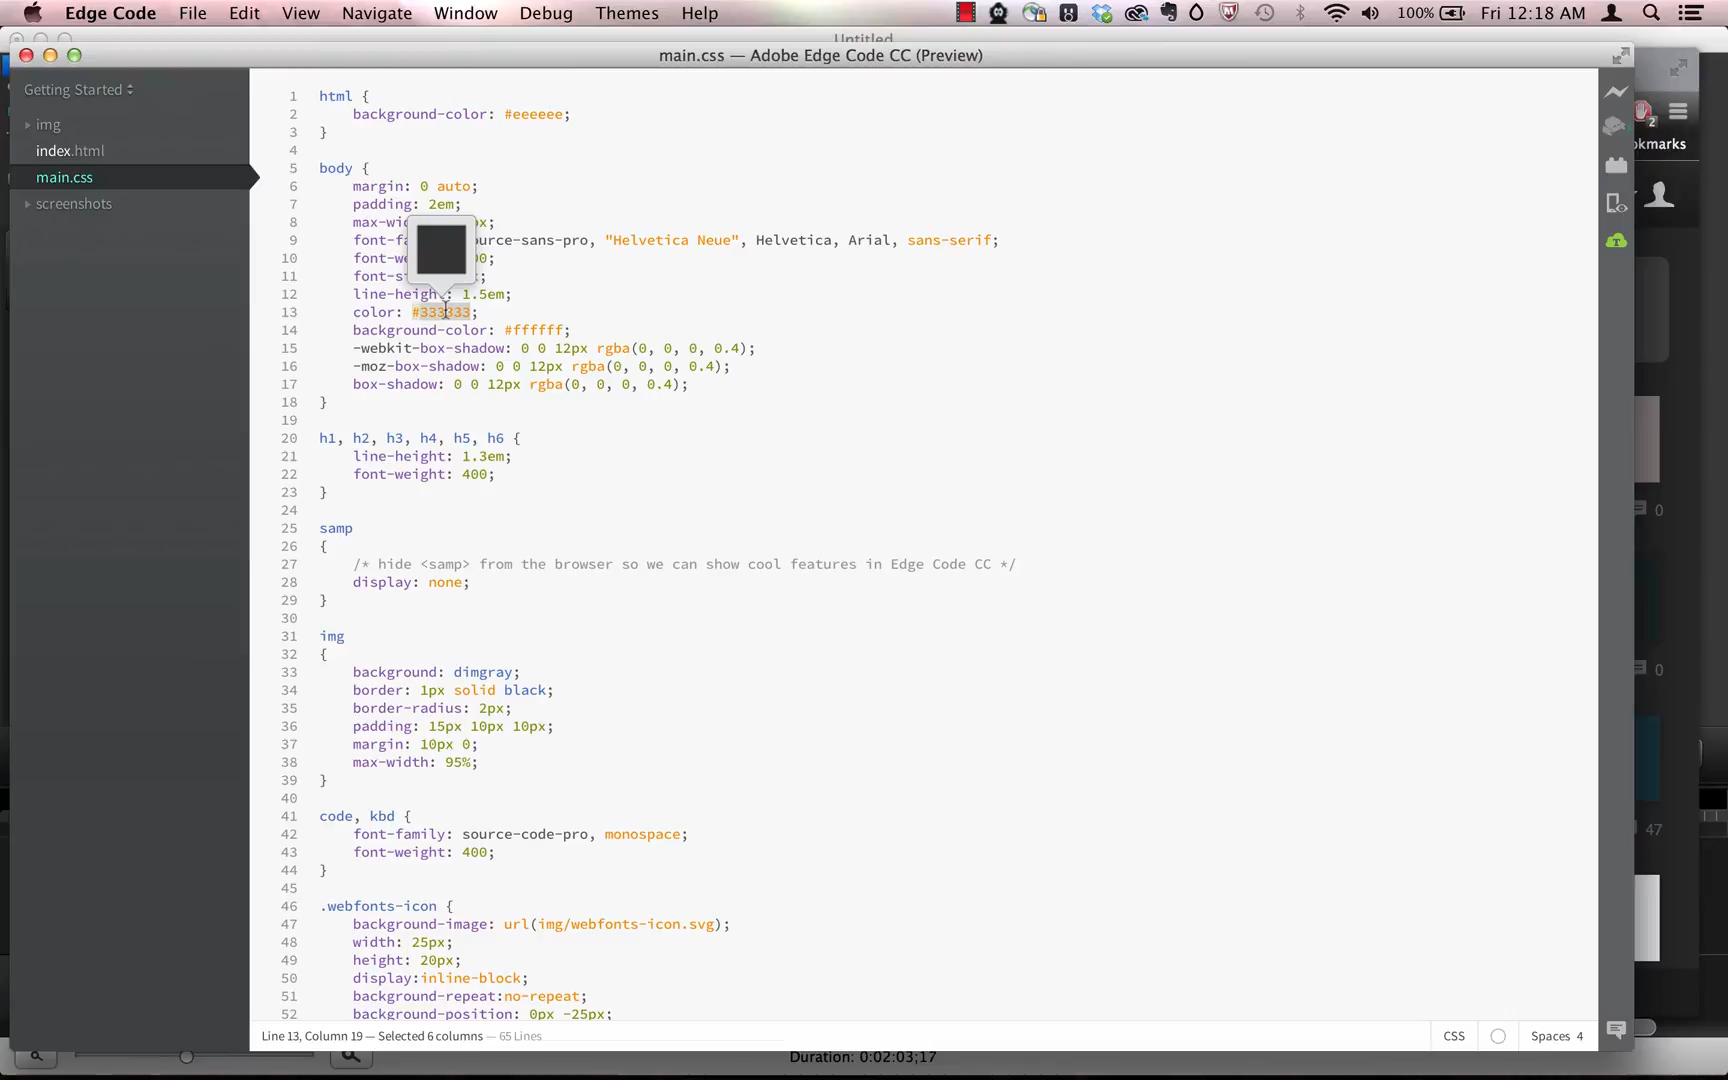 Edge Code File Edit View Navigate Window Debug Themes Help 100% Fri 12:18 AM
Untitled
main.css — Adobe Edge Code CC (Preview)
Getting Started
img
index.html
main.css
screenshots
1 html {
2 background-color: #eeeeee;
3 }
4
5 body {
6 margin: 0 auto;
7 padding: 2em;
8 max-wi px;
9 font-fa ource-sans-pro, "Helvetica Neue", Helvetica, Arial, sans-serif;
10 font-we 00;
11 font-s ;
12 line-height: 1.5em;
13 color: #333333;
14 background-color: #ffffff;
15 -webkit-box-shadow: 0 0 12px rgba(0, 0, 0, 0.4);
16 -moz-box-shadow: 0 0 12px rgba(0, 0, 0, 0.4);
17 box-shadow: 0 0 12px rgba(0, 0, 0, 0.4);
18 }
19
20 h1, h2, h3, h4, h5, h6 {
21 line-height: 1.3em;
22 font-weight: 400;
23 }
24
25 samp
26 {
27 /* hide <samp> from the browser so we can show cool features in Edge Code CC */
28 display: none;
29 }
30
31 img
32 {
33 background: dimgray;
34 border: 1px solid black;
35 border-radius: 2px;
36 padding: 15px 10px 10px;
37 margin: 10px 0;
38 max-width: 95%;
39 }
40
41 code, kbd {
42 font-family: source-code-pro, monospace;
43 font-weight: 400;
44 }
45
46 .webfonts-icon {
47 background-image: url(img/webfonts-icon.svg);
48 width: 25px;
49 height: 20px;
50 display:inline-block;
51 background-repeat:no-repeat;
52 background-position: 0px -25px;
Line 13, Column 19 — Selected 6 columns — 65 Lines
CSS
Spaces 4
2
okmarks
0
0
47
Duration: 0:02:03;17